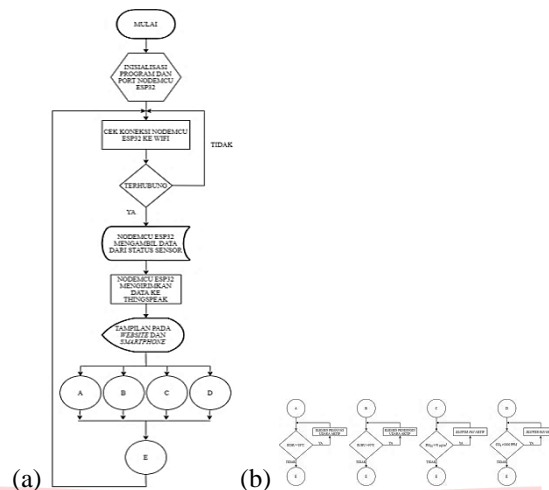 MULAI
INISIALISASI
PROGRAM DAN
PORT NODEMCU
ESP32
CEK KONEKSI NODEMCU
ESP32 KE WIFI
TIDAK
TERHUBUNG
YA
NODEMCU ESP32
MENGAMBIL DATA
DARI STATUS SENSOR
NODEMCU ESP32
MENGIRIMKAN
DATA KE
THINGSPEAK
TAMPILAN PADA
WEBSITE DAN
SMARTPHONE
A B C D
E
(a)
A B C D
YA YA YA YA
TIDAK TIDAK TIDAK TIDAK
E E E E
(b)